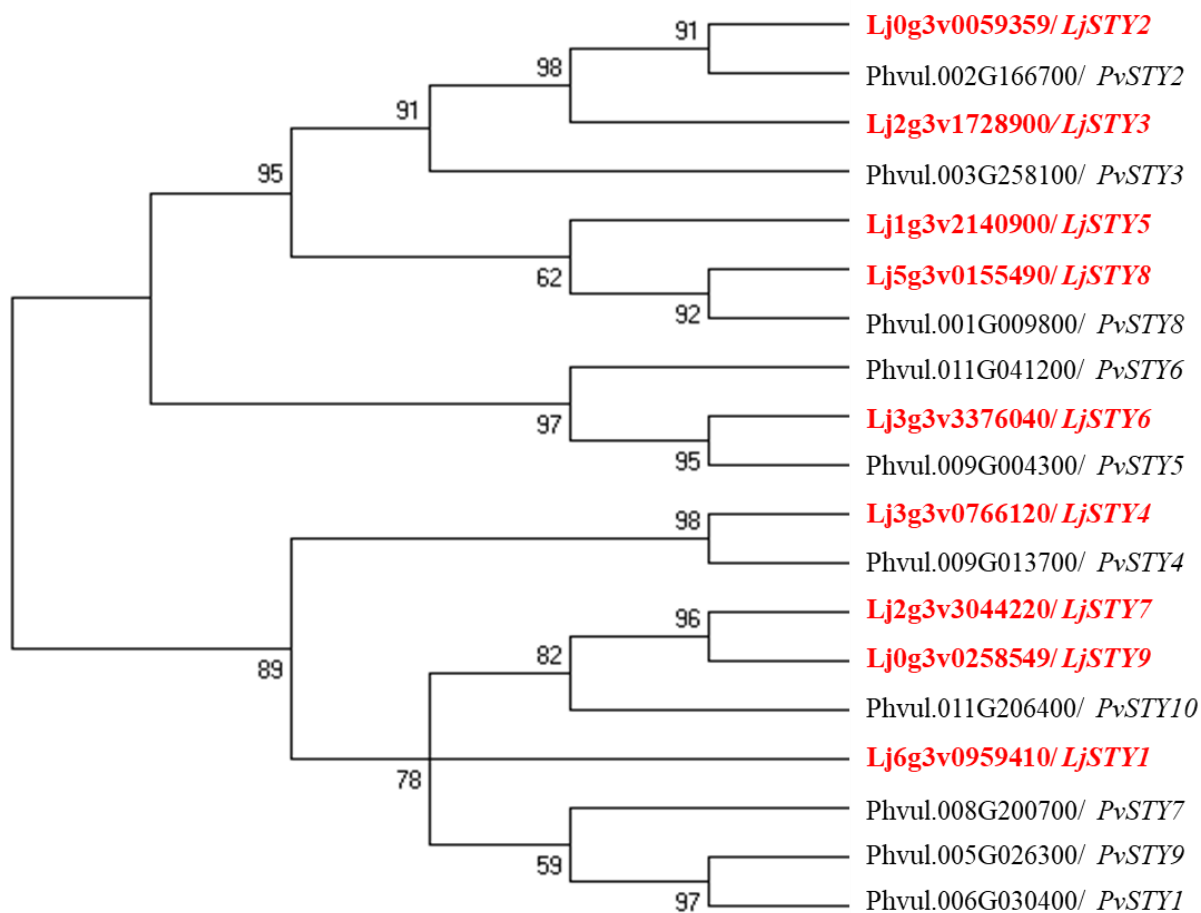 91
Lj0g3v0059359/ LjSTY2
Phvul.002G166700/ PvSTY2
98
91
Lj2g3v1728900/ LjSTY3
Phvul.003G258100/ PvSTY3
95
Lj1g3v2140900/ LjSTY5
62
Lj5g3v0155490/ LjSTY8
92
Phvul.001G009800/ PvSTY8
Phvul.011G041200/ PvSTY6
97
Lj3g3v3376040/ LjSTY6
95
Phvul.009G004300/ PvSTY5
98
Lj3g3v0766120/ LjSTY4
Phvul.009G013700/ PvSTY4
96
Lj2g3v3044220/ LjSTY7
89
82
Lj0g3v0258549/ LjSTY9
Phvul.011G206400/ PvSTY10
78
Lj6g3v0959410/ LjSTY1
Phvul.008G200700/ PvSTY7
59
Phvul.005G026300/ PvSTY9
97
Phvul.006G030400/ PvSTY1